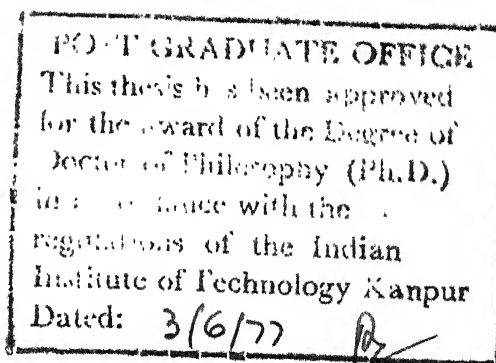 POST GRADUATE OFFICE
This thesis has been approved
for the award of the Degree of
Doctor of Philosophy (Ph.D.)
in accordance with the
regulations of the Indian
Institute of Technology Kanpur
Dated: 3/6/77